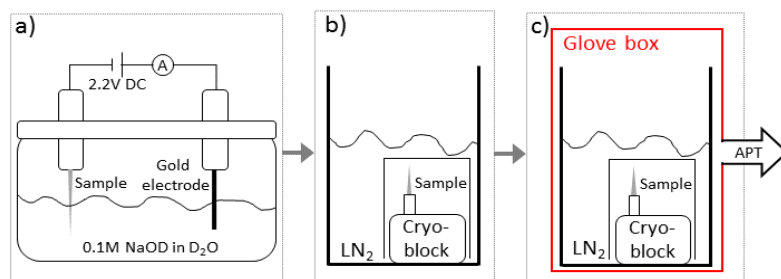 a)
2.2V DC
A
Sample
Gold
electrode
0.1M NaOD in D₂O
b)
Sample
Cryo-
block
LN₂
c)
Glove box
Sample
Cryo-
block
LN₂
APT